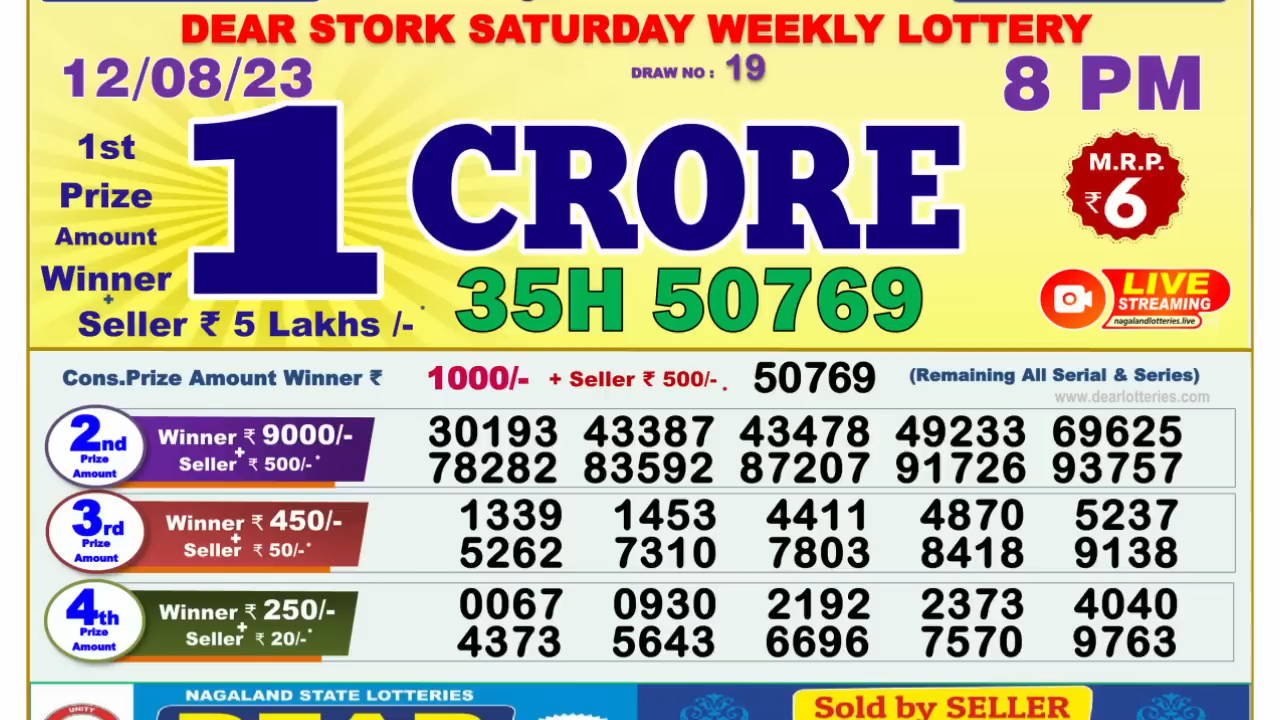 DEAR STORK SATURDAY WEEKLY LOTTERY
12/08/23
DRAW NO : 19
8 PM
1st
Prize
Amount
Winner
+
Seller ₹ 5 Lakhs /-
1 CRORE
35H 50769
M.R.P.
₹ 6
LIVE
STREAMING
nagalandlotteries.live
Cons.Prize Amount Winner ₹ 1000/- + Seller ₹ 500/- . 50769 (Remaining All Serial & Series)
www.dearlotteries.com
2nd
Prize
Amount
Winner ₹ 9000/-
+
Seller ₹ 500/-*
30193 43387 43478 49233 69625
78282 83592 87207 91726 93757
3rd
Prize
Amount
Winner ₹ 450/-
+
Seller ₹ 50/-*
1339 1453 4411 4870 5237
5262 7310 7803 8418 9138
4th
Prize
Amount
Winner ₹ 250/-
+
Seller ₹ 20/-*
0067 0930 2192 2373 4040
4373 5643 6696 7570 9763
UNITY
NAGALAND STATE LOTTERIES
DEAR
Sold by SELLER